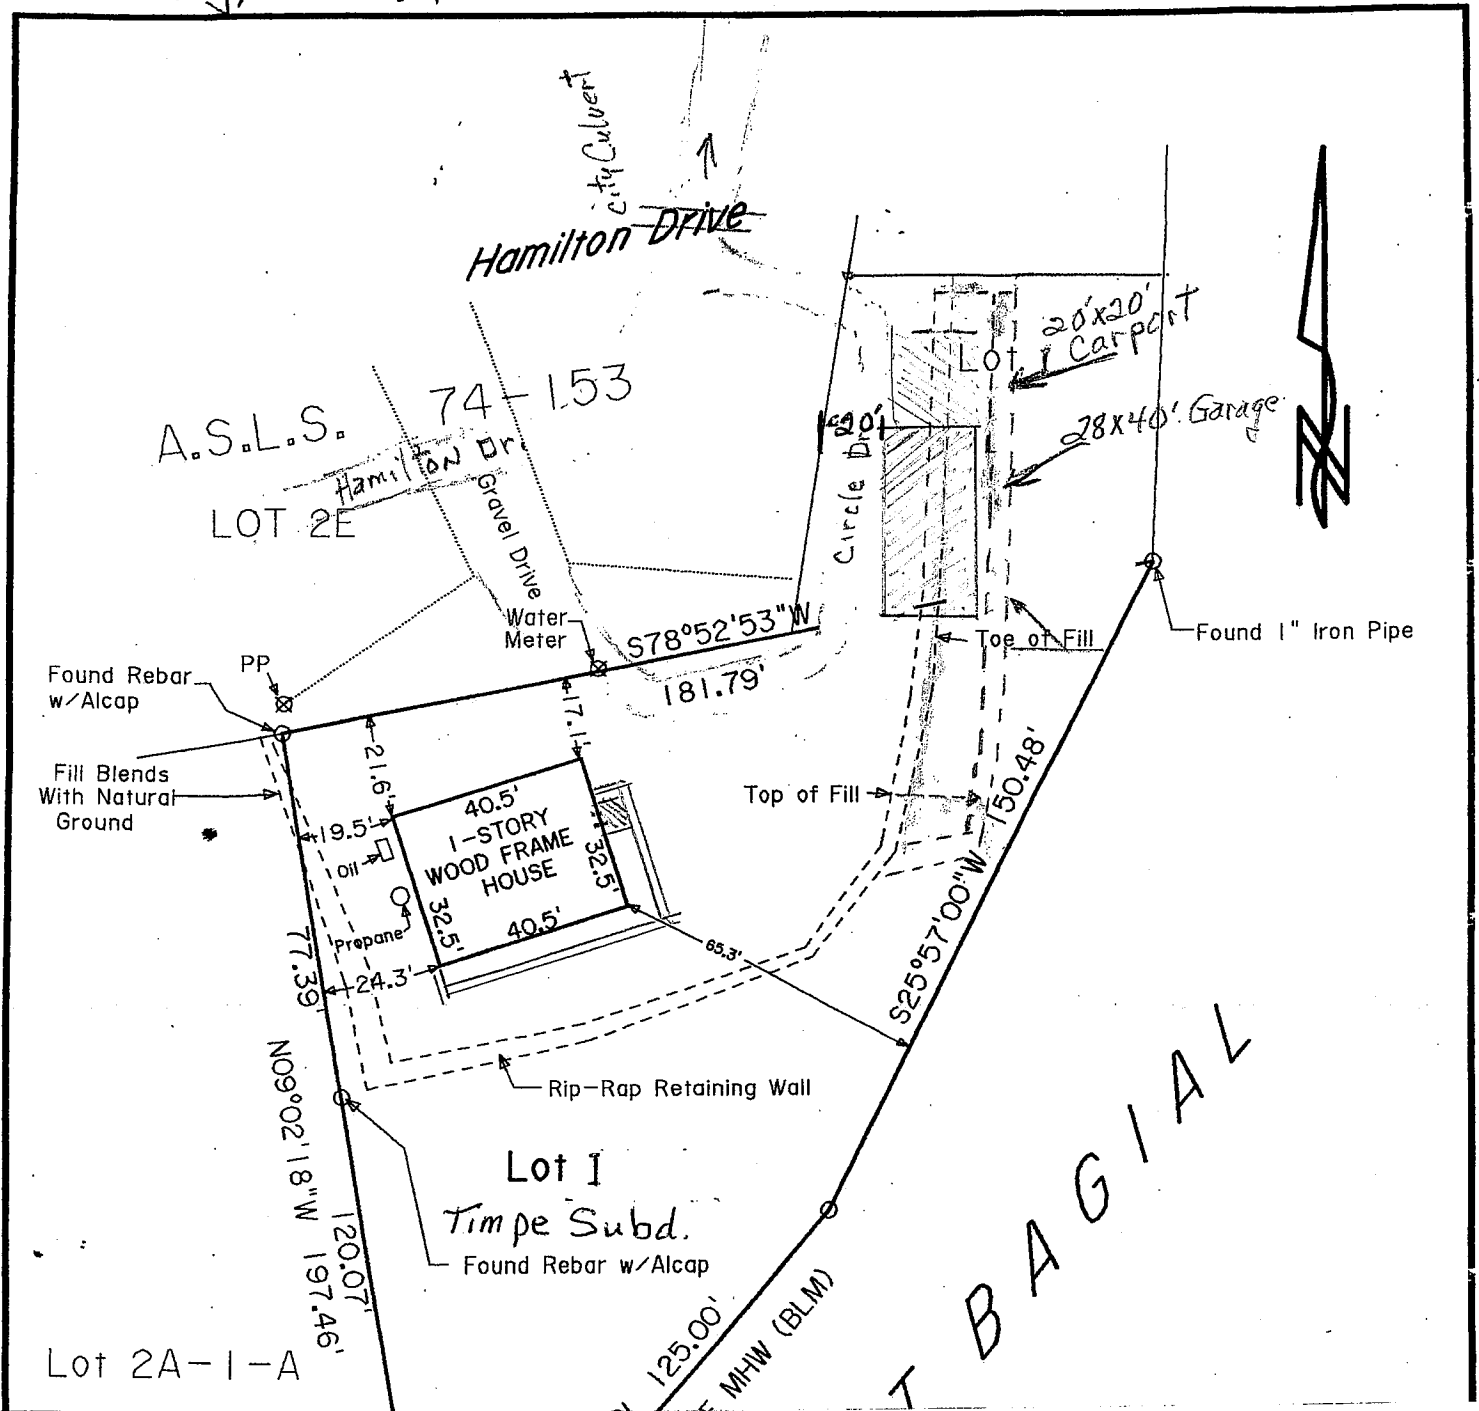 City Culvert
Hamilton Drive
A.S.L.S. 74-153
Hamilton Dr.
LOT 2E
Gravel Drive
Water
Meter
S78°52'53"W
181.79'
Lot 1
20'x20'
Carport
28x40' Garage
20'
Circle Dr
Toe of Fill
Found 1" Iron Pipe
Found Rebar
w/Alcap
PP
Fill Blends
With Natural
Ground
21.6'
17.1'
19.5'
Oil
Propane
24.3'
40.5'
1-STORY
WOOD FRAME
HOUSE
32.5'
32.5'
40.5'
65.3'
Top of Fill
150.48'
S25°57'00"W
77.39'
Rip-Rap Retaining Wall
N09°02'18"W 197.46'
120.07'
Lot 1
Timpe Subd.
Found Rebar w/Alcap
Lot 2A-1-A
125.00'
MHW (BLM)
T BAGIAL
N